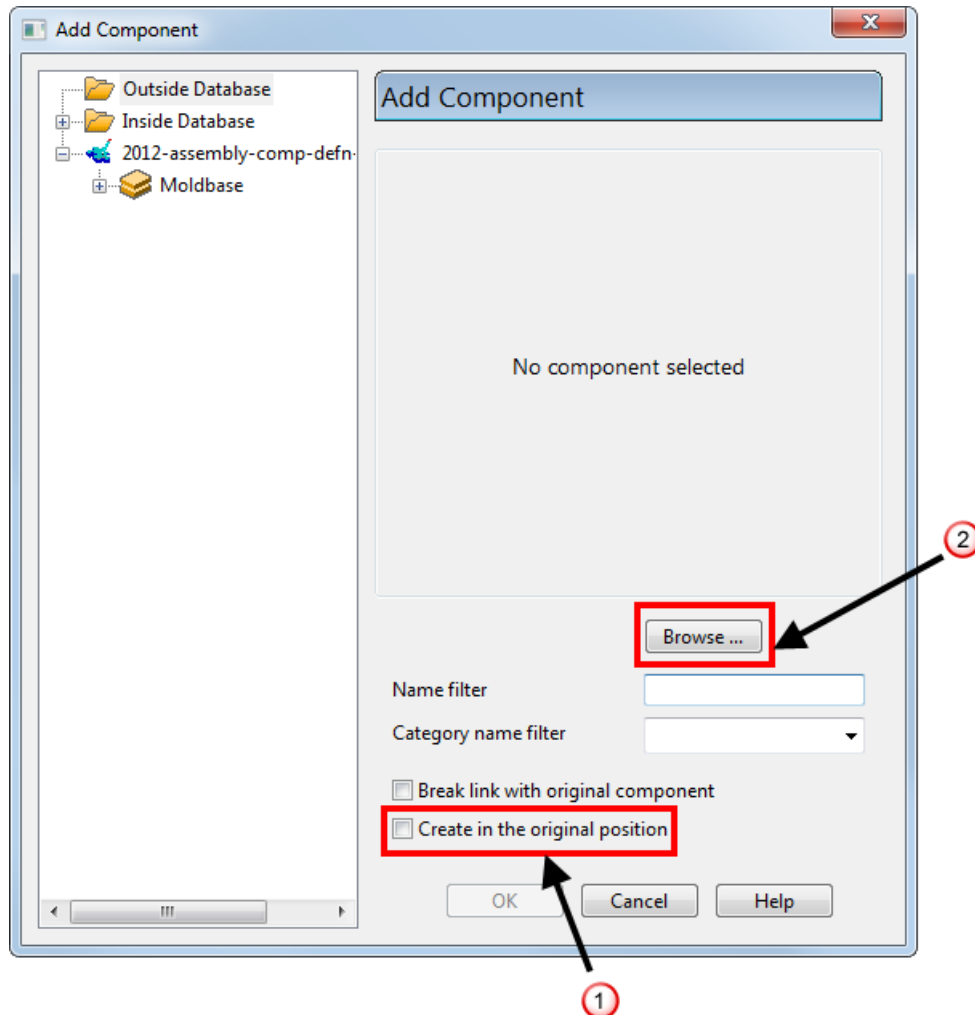 Add Component
Outside Database
Inside Database
2012-assembly-comp-defn-
Moldbase
Add Component
No component selected
2
Browse ...
Name filter
Category name filter
Break link with original component
Create in the original position
OK Cancel Help
1